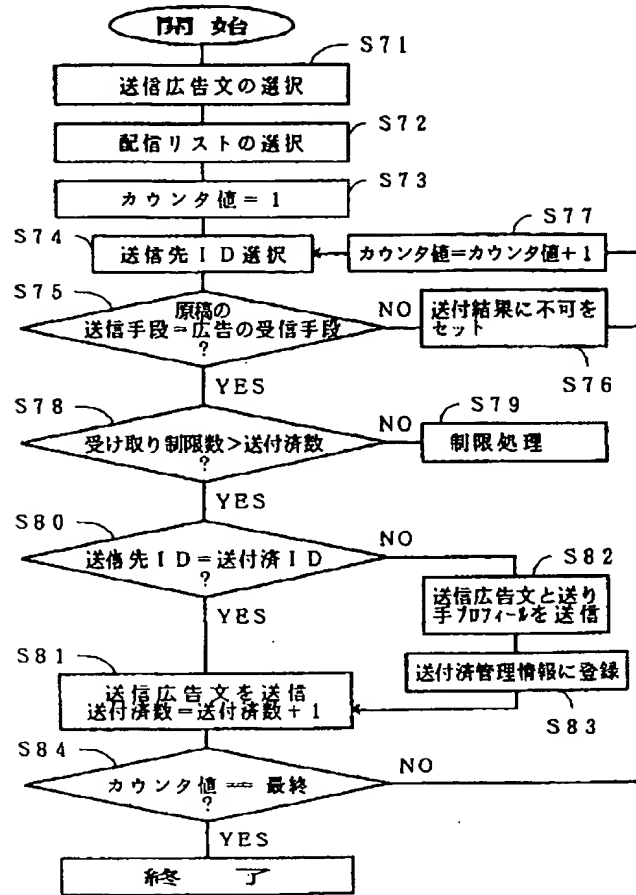 開 始
S71
送信広告文の選択
S72
配信リストの選択
S73
カウンタ値=1
S74
送信先ID選択
S77
カウンタ値=カウンタ値+1
S75
原稿の
送信手段=広告の受信手段
?
NO
送付結果に不可を
セット
S76
YES
S78
受け取り制限数>送付済数
?
NO
S79
制限処理
YES
S80
送信先ID=送付済ID
?
NO
S82
送信広告文と送り
手プロフィールを送信
YES
送付済管理情報に登録
S83
S81
送信広告文を送信
送付済数=送付済数+1
S84
カウンタ値==最終
?
NO
YES
終 了